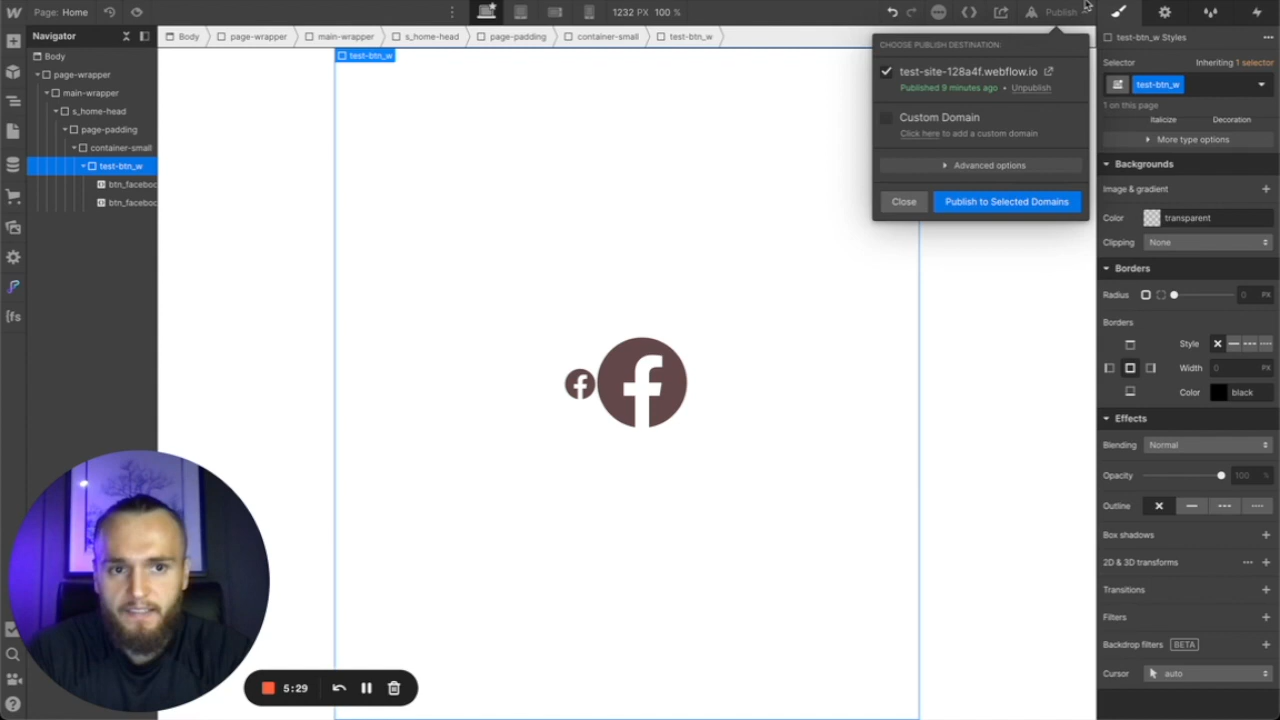 Page: Home
1232 PX 100 %
Publish
Navigator
Body
page-wrapper
main-wrapper
s_home-head
page-padding
container-small
test-btn_w
Body
page-wrapper
main-wrapper
s_home-head
page-padding
container-small
test-btn_w
btn_faceboo
btn_faceboo
test-btn_w
CHOOSE PUBLISH DESTINATION:
test-site-128a4f.webflow.io
Published 9 minutes ago • Unpublish
Custom Domain
Click here to add a custom domain
Advanced options
Close
Publish to Selected Domains
test-btn_w Styles
Selector
Inheriting 1 selector
test-btn_w
1 on this page
Italicize
Decoration
More type options
Backgrounds
Image & gradient
Color
transparent
Clipping
None
Borders
Radius
0 PX
Borders
Style
Width
0 PX
Color
black
Effects
Blending
Normal
Opacity
100 %
Outline
Box shadows
2D & 3D transforms
Transitions
Filters
Backdrop filters BETA
Cursor
auto
{fs
5:29